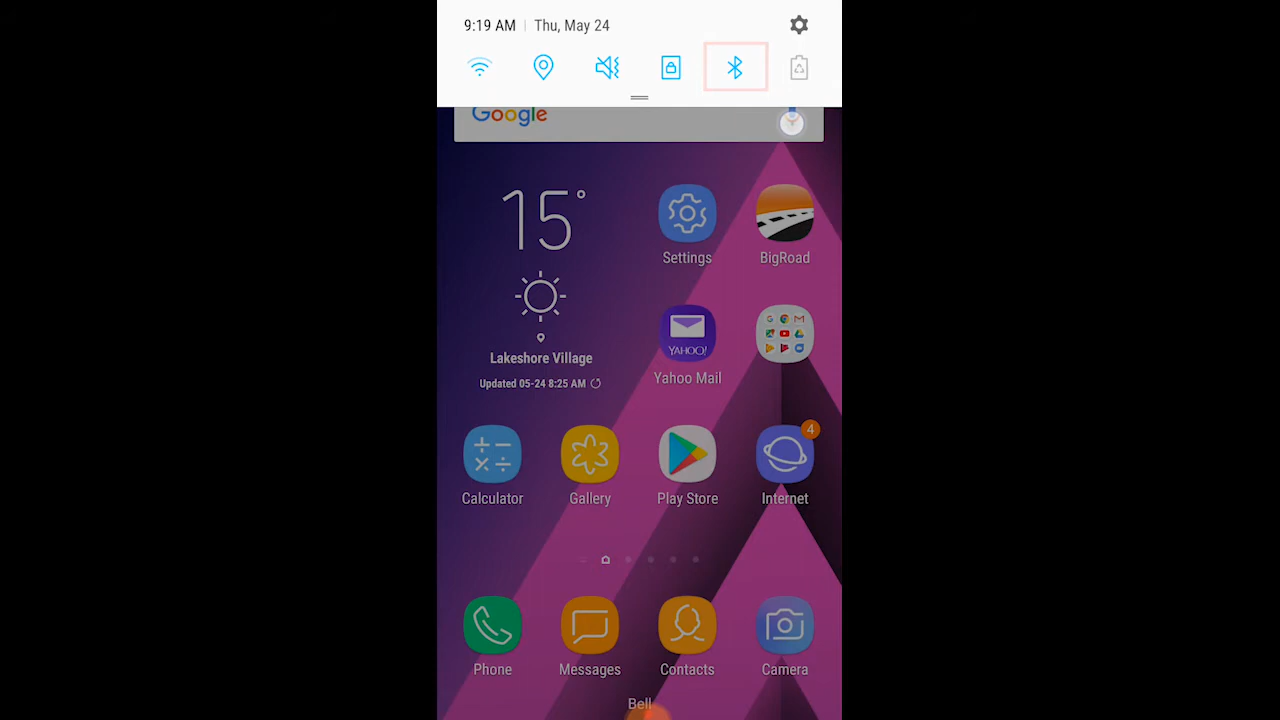 9:19 AM | Thu, May 24
Google
15°
Lakeshore Village
Updated 05-24 8:25 AM
Settings
BigRoad
YAHOO!
Yahoo Mail
4
Calculator
Gallery
Play Store
Internet
Phone
Messages
Contacts
Camera
Bell